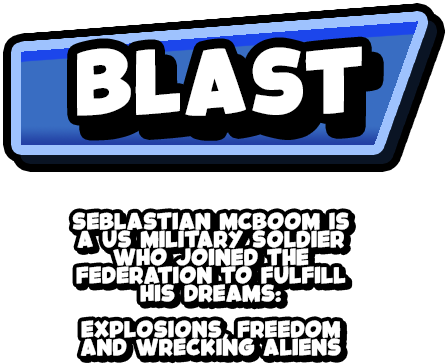 BLAST
SEBLASTIAN MCBOOM IS
A US MILITARY SOLDIER
WHO JOINED THE
FEDERATION TO FULFILL
HIS DREAMS:
EXPLOSIONS, FREEDOM
AND WRECKING ALIENS